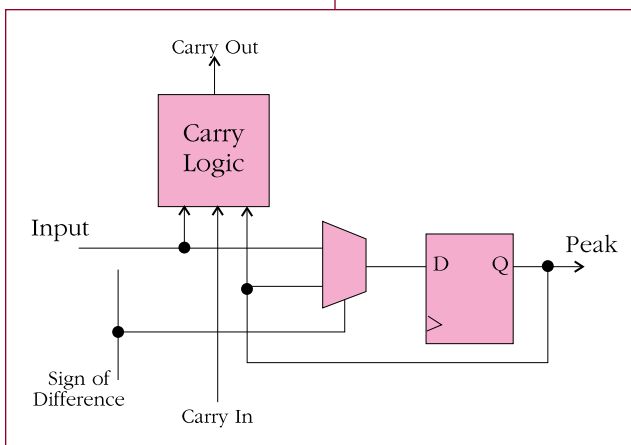 Carry Out
Carry
Logic
Input
Peak
D
Q
Sign of
Difference
Carry In